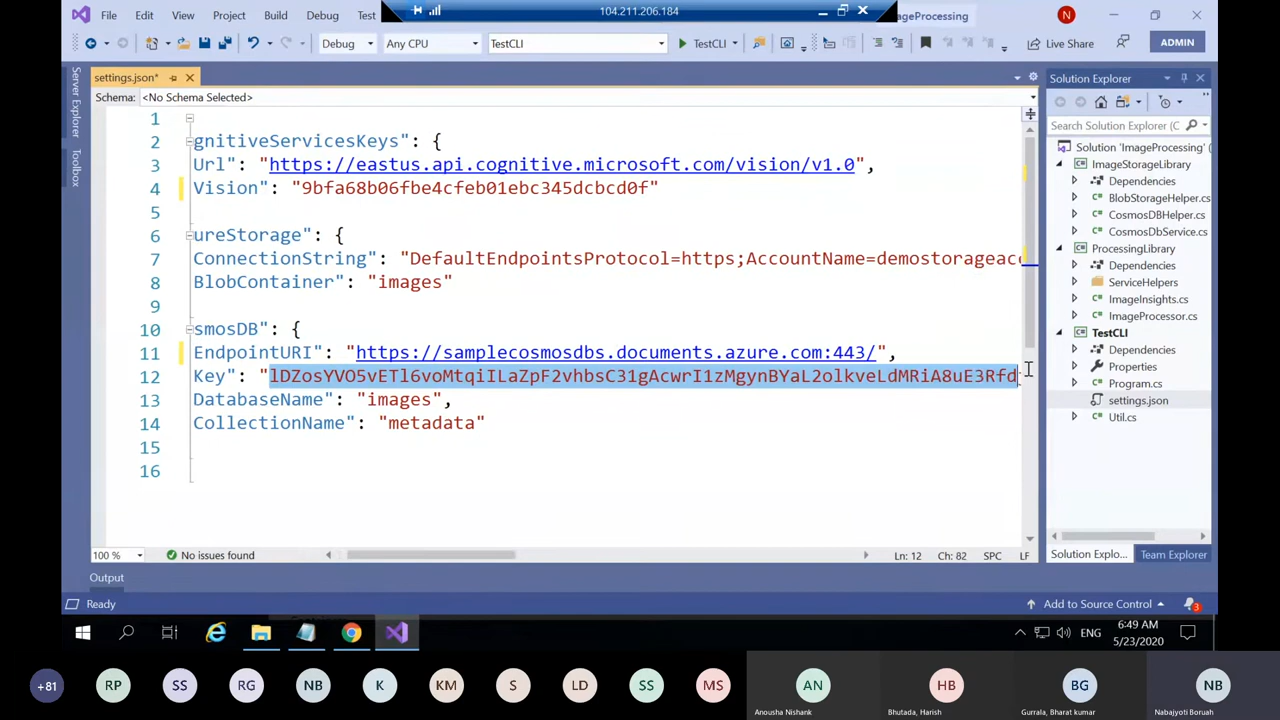 File Edit View Project Build Debug Test
104.211.206.184
ageProcessing
N
Debug Any CPU TestCLI TestCLI Live Share ADMIN
settings.json*
Schema: <No Schema Selected>
Server Explorer
Toolbox
1
2 gnitiveServicesKeys": {
3 Url": "https://eastus.api.cognitive.microsoft.com/vision/v1.0",
4 Vision": "9bfa68b06fbe4cfeb01ebc345dcbcd0f"
5
6 ureStorage": {
7 ConnectionString": "DefaultEndpointsProtocol=https;AccountName=demostorageacc
8 BlobContainer": "images"
9
10 smosDB": {
11 EndpointURI": "https://samplecosmosdbs.documents.azure.com:443/",
12 Key": "lDZosYVO5vETl6voMtqiILaZpF2vhbsC31gAcwrI1zMgynBYaL2olkveLdMRiA8uE3Rfd
13 DatabaseName": "images",
14 CollectionName": "metadata"
15
16
100 % No issues found Ln: 12 Ch: 82 SPC LF
Solution Explorer
Search Solution Explorer (C
Solution 'ImageProcessing' (
ImageStorageLibrary
Dependencies
BlobStorageHelper.cs
CosmosDBHelper.cs
CosmosDbService.cs
ProcessingLibrary
Dependencies
ServiceHelpers
ImageInsights.cs
ImageProcessor.cs
TestCLI
Dependencies
Properties
Program.cs
settings.json
Util.cs
Solution Explo... Team Explorer
Output
Ready Add to Source Control
ENG
6:49 AM
5/23/2020
+81 RP SS RG NB K KM S LD SS MS AN HB BG NB
Anousha Nishank Bhutada, Harish Gurrala, Bharat kumar Nabajyoti Boruah